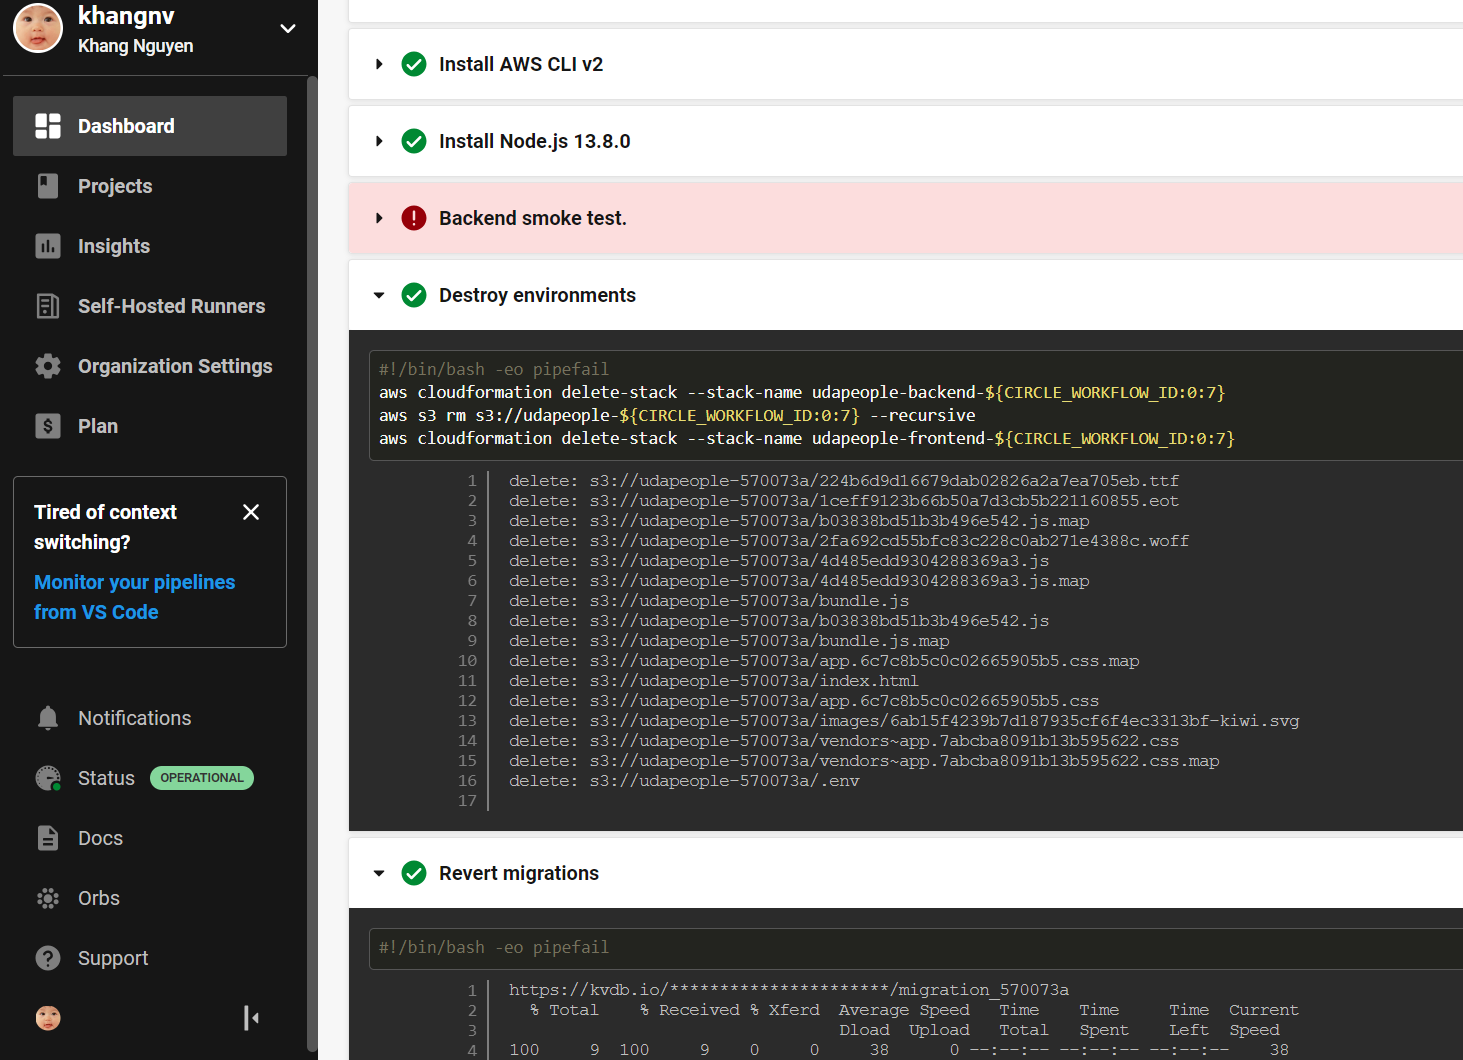 khangnv
Khang Nguyen
Dashboard
Projects
Insights
Self-Hosted Runners
Organization Settings
Plan
Tired of context
switching?
Monitor your pipelines
from VS Code
Notifications
Status OPERATIONAL
Docs
Orbs
Support
Install AWS CLI v2
Install Node.js 13.8.0
Backend smoke test.
Destroy environments
#!/bin/bash -eo pipefail
aws cloudformation delete-stack --stack-name udapeople-backend-${CIRCLE_WORKFLOW_ID:0:7}
aws s3 rm s3://udapeople-${CIRCLE_WORKFLOW_ID:0:7} --recursive
aws cloudformation delete-stack --stack-name udapeople-frontend-${CIRCLE_WORKFLOW_ID:0:7}
1 delete: s3://udapeople-570073a/224b6d9d16679dab02826a2a7ea705eb.ttf
2 delete: s3://udapeople-570073a/1ceff9123b66b50a7d3cb5b221160855.eot
3 delete: s3://udapeople-570073a/b03838bd51b3b496e542.js.map
4 delete: s3://udapeople-570073a/2fa692cd55bfc83c228c0ab271e4388c.woff
5 delete: s3://udapeople-570073a/4d485edd9304288369a3.js
6 delete: s3://udapeople-570073a/4d485edd9304288369a3.js.map
7 delete: s3://udapeople-570073a/bundle.js
8 delete: s3://udapeople-570073a/b03838bd51b3b496e542.js
9 delete: s3://udapeople-570073a/bundle.js.map
10 delete: s3://udapeople-570073a/app.6c7c8b5c0c02665905b5.css.map
11 delete: s3://udapeople-570073a/index.html
12 delete: s3://udapeople-570073a/app.6c7c8b5c0c02665905b5.css
13 delete: s3://udapeople-570073a/images/6ab15f4239b7d187935cf6f4ec3313bf-kiwi.svg
14 delete: s3://udapeople-570073a/vendors~app.7abcba8091b13b595622.css
15 delete: s3://udapeople-570073a/vendors~app.7abcba8091b13b595622.css.map
16 delete: s3://udapeople-570073a/.env
17
Revert migrations
#!/bin/bash -eo pipefail
1 https://kvdb.io/**********************/migration_570073a
2 % Total % Received % Xferd Average Speed Time Time Time Current
3 Dload Upload Total Spent Left Speed
4 100 9 100 9 0 0 38 0 --:--:-- --:--:-- --:--:-- 38